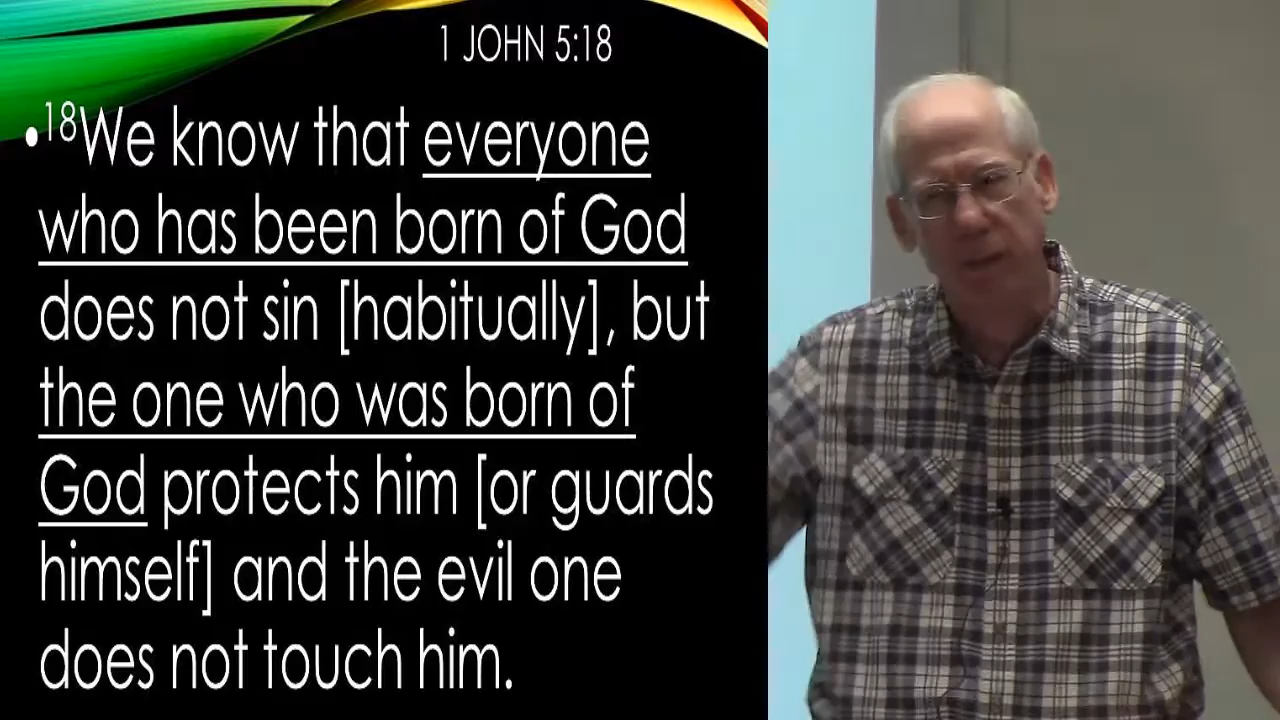 1 JOHN 5:18
•18We know that everyone
who has been born of God
does not sin [habitually], but
the one who was born of
God protects him [or guards
himself] and the evil one
does not touch him.